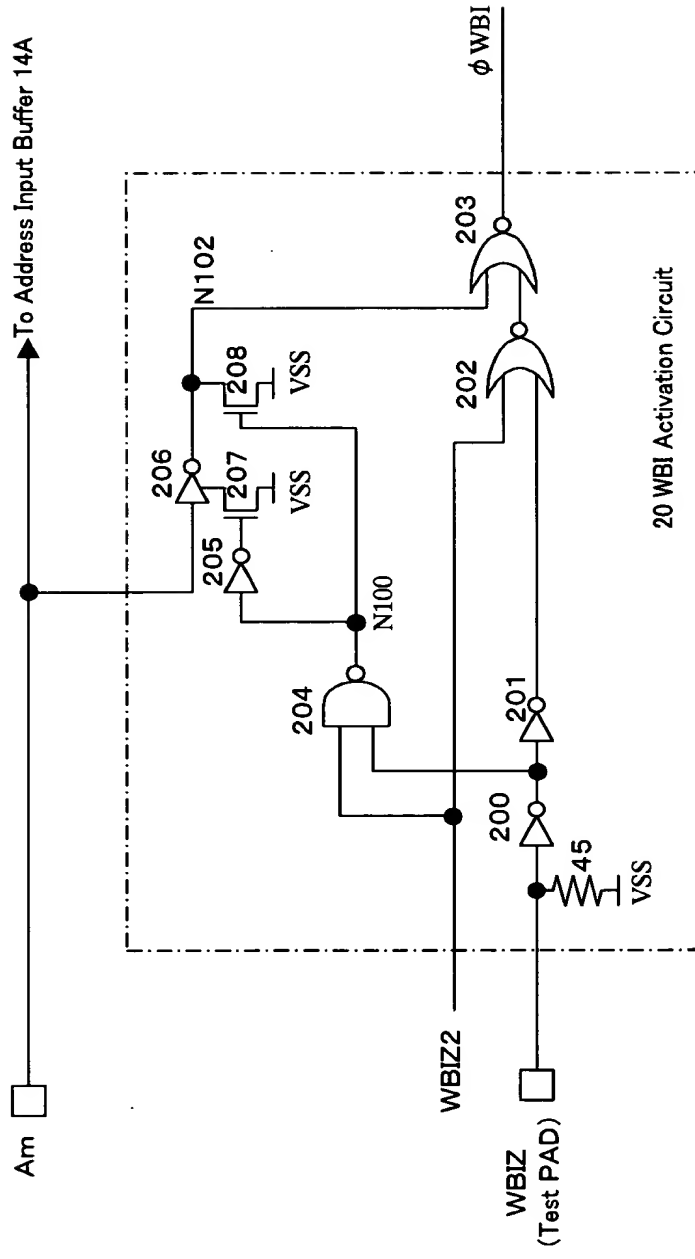 Am
To Address Input Buffer 14A
N102
206
208
VSS
207
VSS
205
204
N100
203
φWBI
202
WBIZ2
200
201
45
VSS
WBIZ
(Test PAD)
20 WBI Activation Circuit